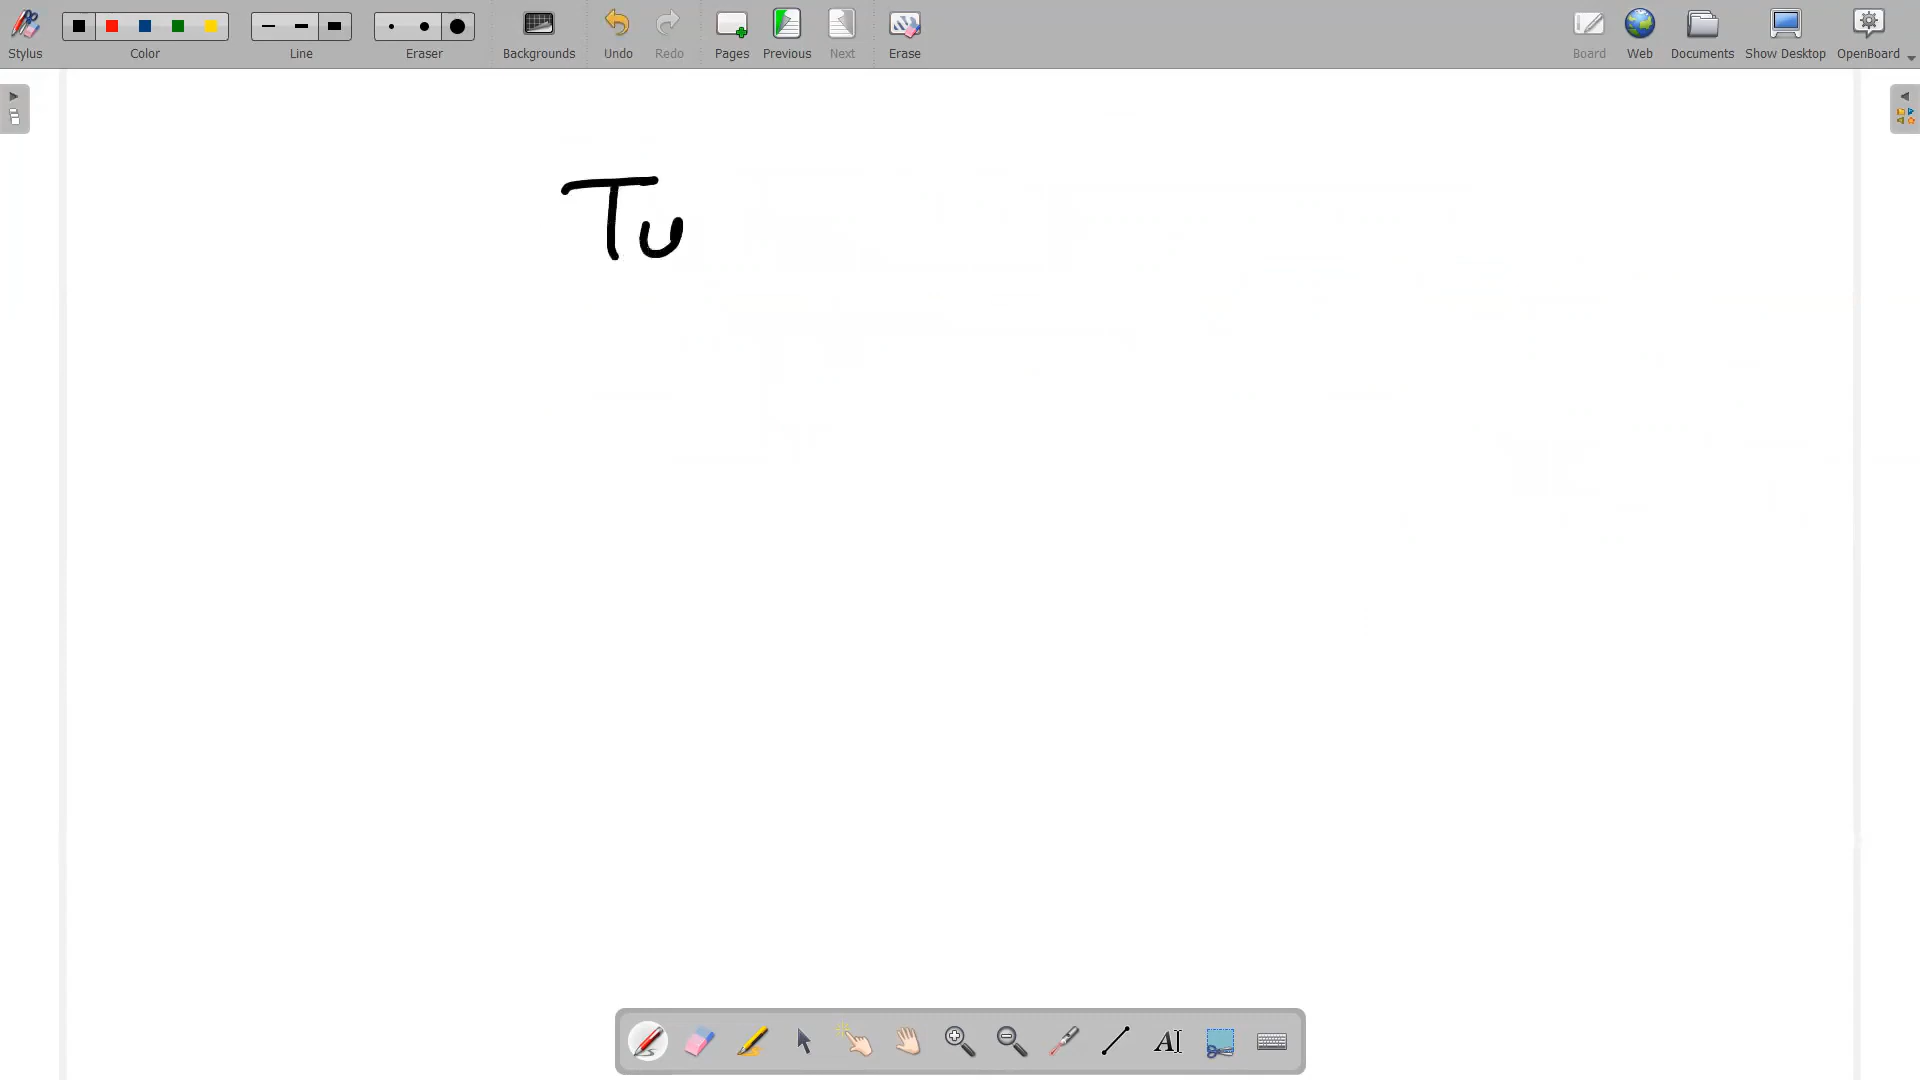 Stylus
Color
Line
Eraser
Backgrounds
Undo
Redo
Pages
Previous
Next
Erase
Board
Web
Documents
Show Desktop
OpenBoard
Tu
A